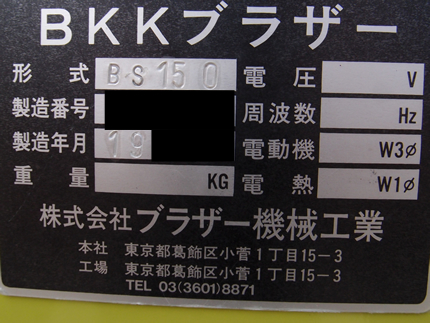 BKKブラザー
形式 BS150 電圧 V
製造番号 周波数 Hz
製造年月 19 電動機 W3φ
重量 KG 電熱 W1φ
株式会社ブラザー機械工業
本社 東京都葛飾区小菅1丁目15-3
工場 東京都葛飾区小菅1丁目15-3
TEL 03(3601)8871